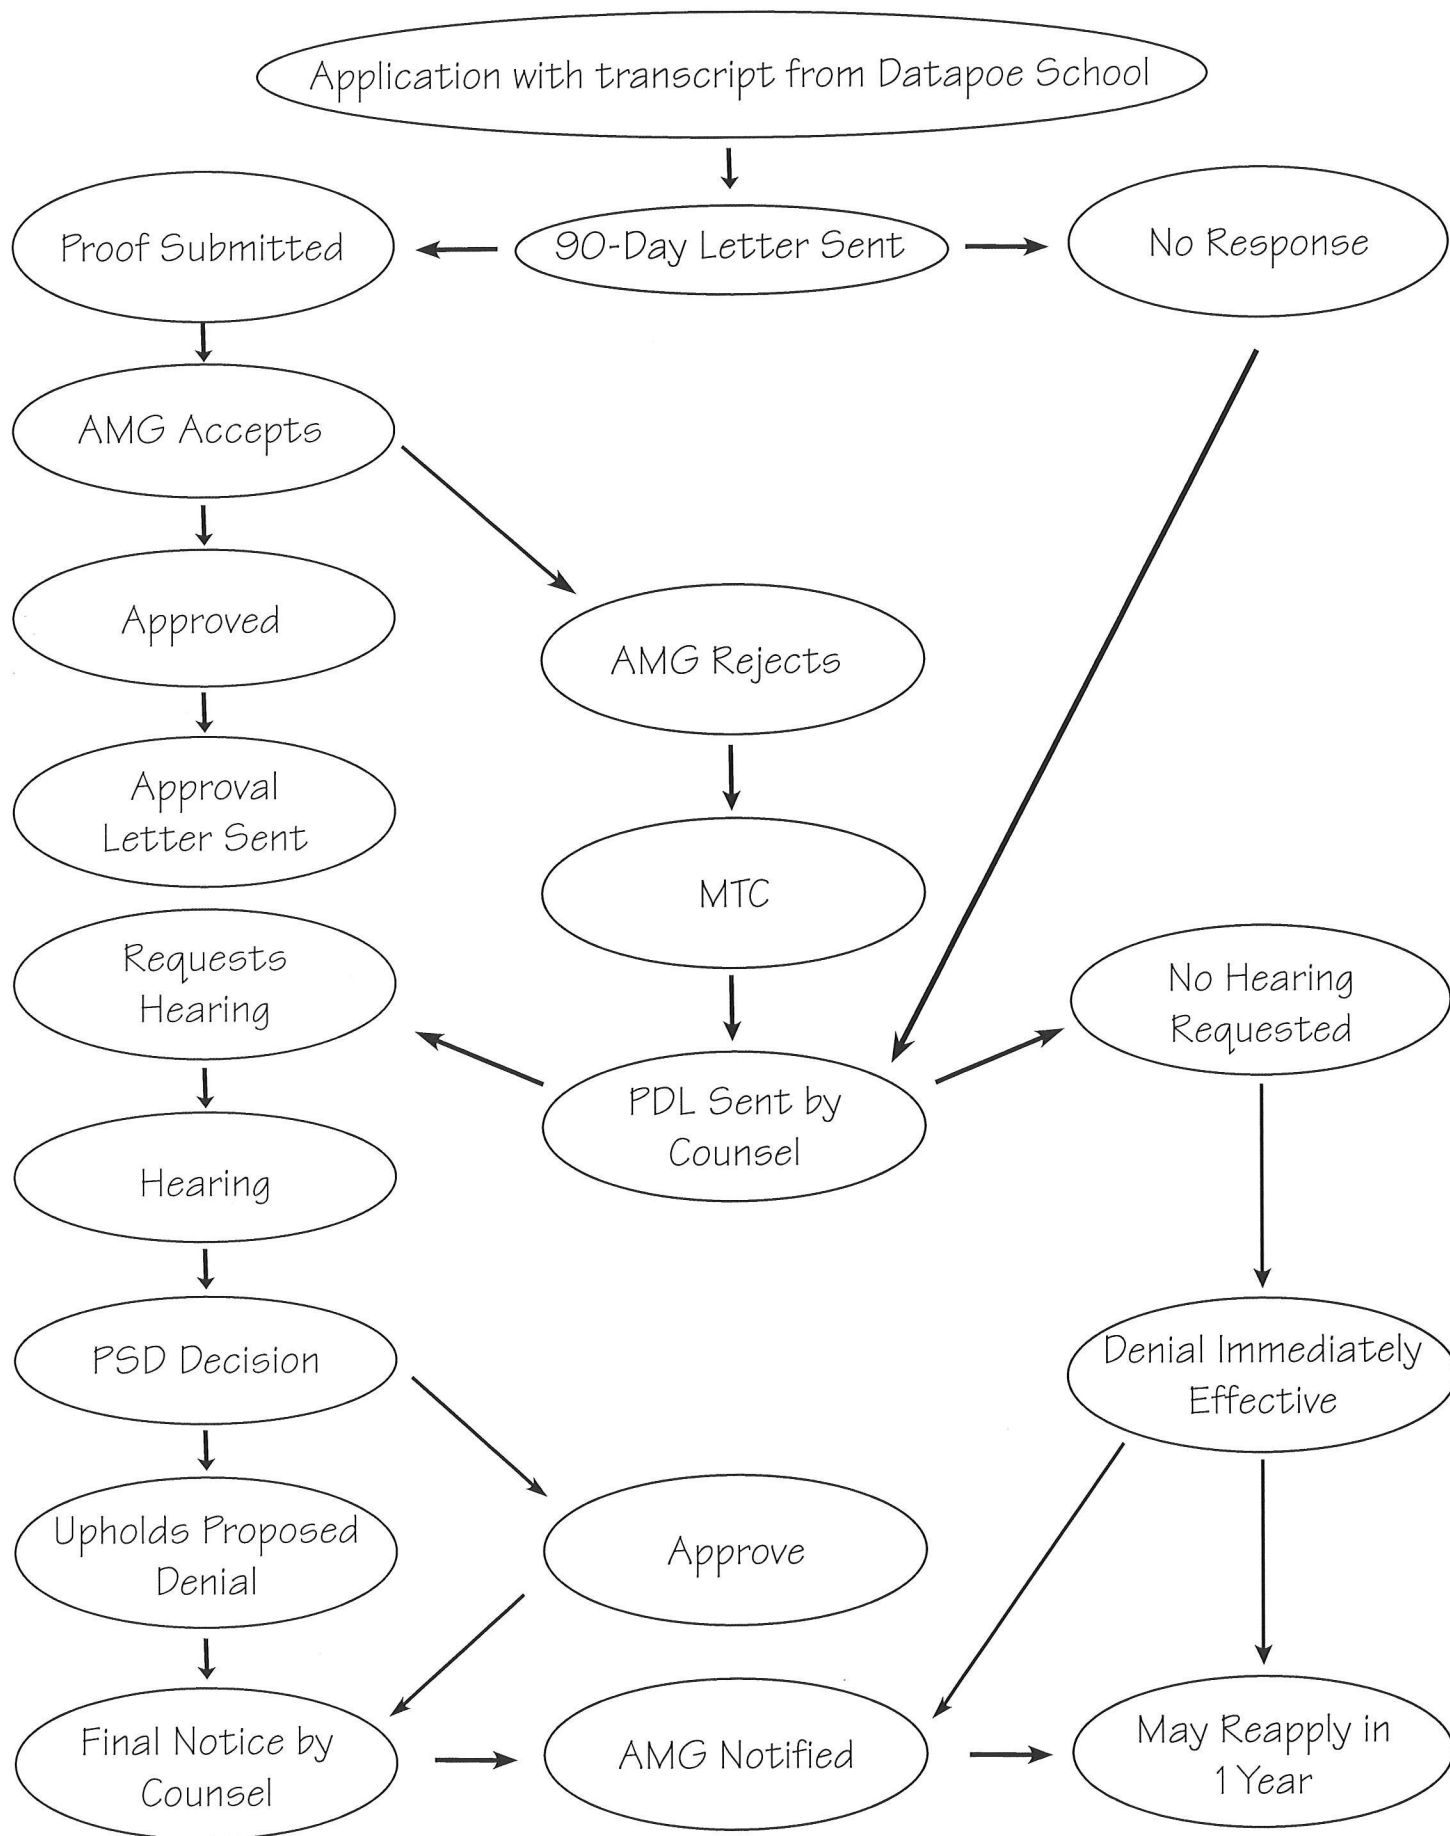 Application with transcript from Datapoe School
Proof Submitted
90-Day Letter Sent
No Response
AMG Accepts
Approved
AMG Rejects
Approval
Letter Sent
MTC
Requests
Hearing
No Hearing
Requested
PDL Sent by
Counsel
Hearing
PSD Decision
Denial Immediately
Effective
Upholds Proposed
Denial
Approve
Final Notice by
Counsel
AMG Notified
May Reapply in
1 Year